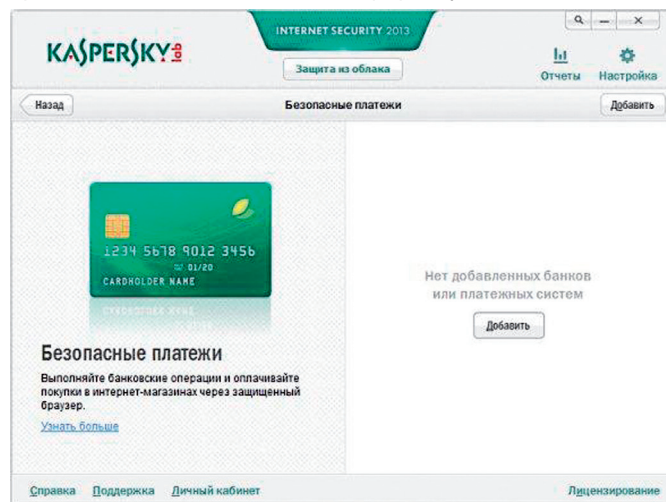 INTERNET SECURITY 2013
KASPERSKY lab
Защита из облака
Отчеты
Настройка
Назад
Безопасные платежи
Добавить
1234 5678 9012 3456
01/20
CARDHOLDER NAME
Нет добавленных банков
или платежных систем
Добавить
Безопасные платежи
Выполняйте банковские операции и оплачивайте
покупки в интернет-магазинах через защищенный
браузер.
Узнать больше
Справка
Поддержка
Личный кабинет
Лицензирование